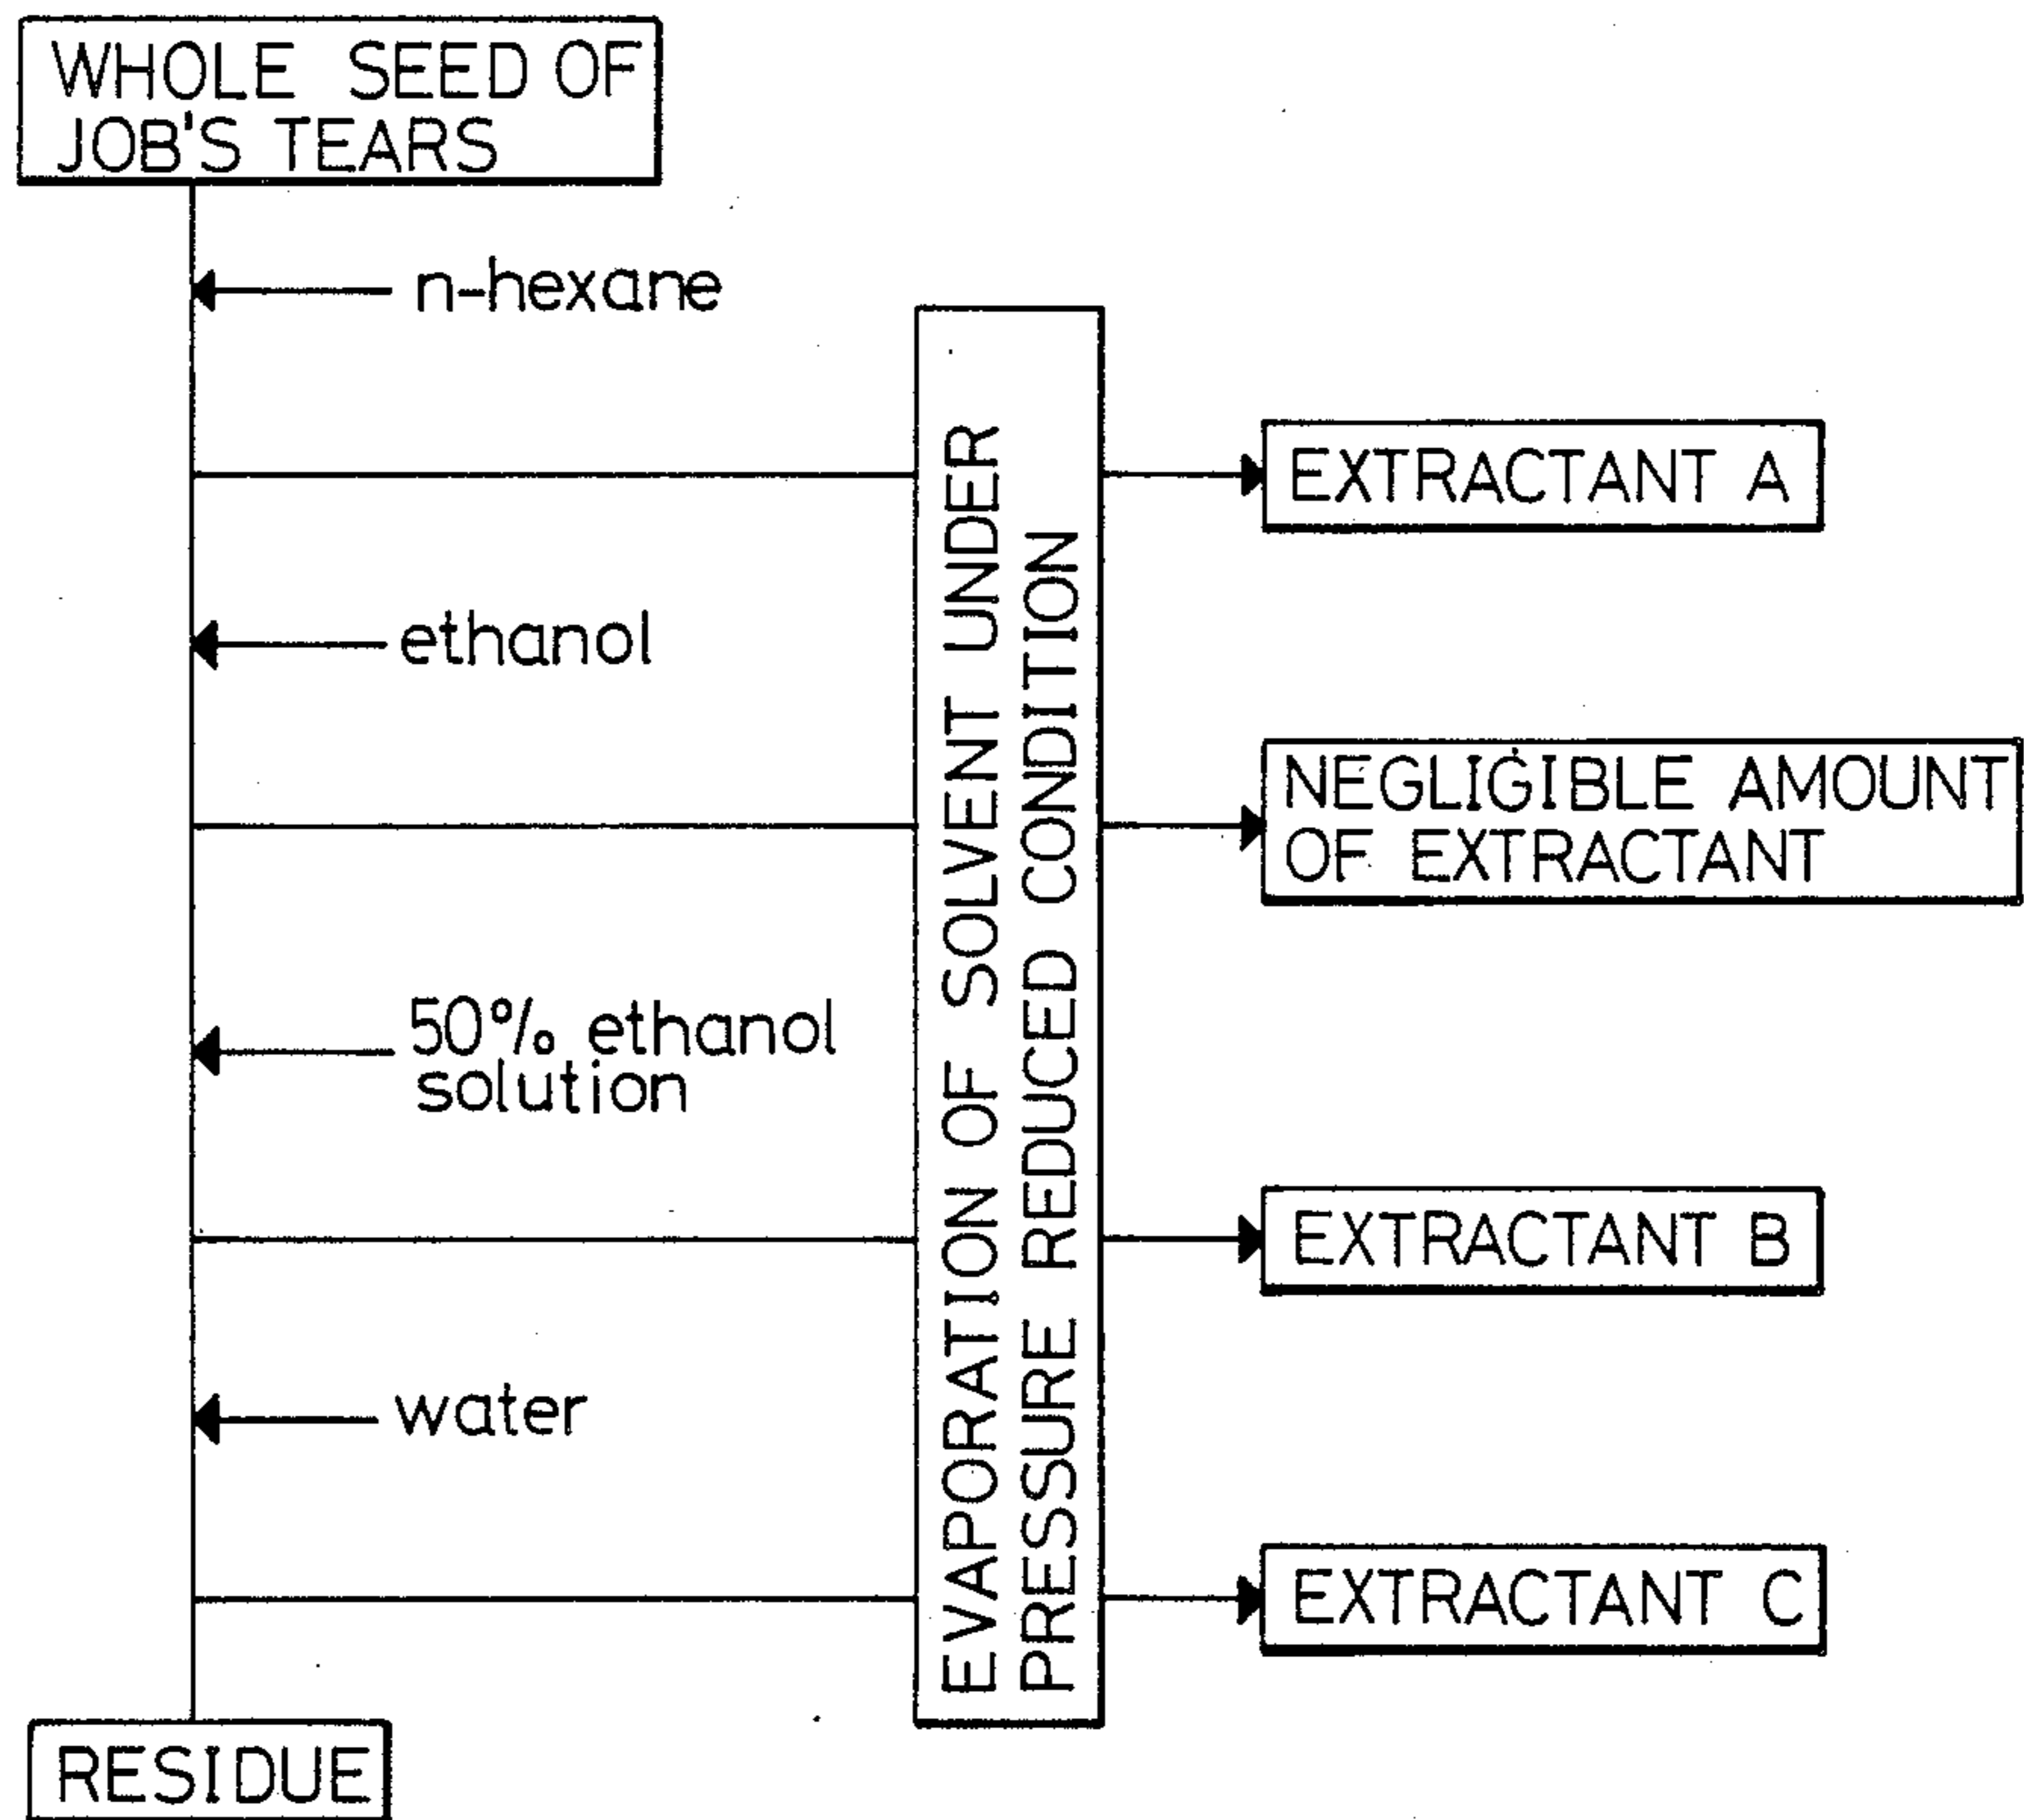 WHOLE SEED OF
JOB'S TEARS
n-hexane
EXTRACTANT A
ethanol
NEGLIGIBLE AMOUNT
OF EXTRACTANT
50% ethanol
solution
EXTRACTANT B
water
EXTRACTANT C
RESIDUE
EVAPORATION OF SOLVENT UNDER
PRESSURE REDUCED CONDITION